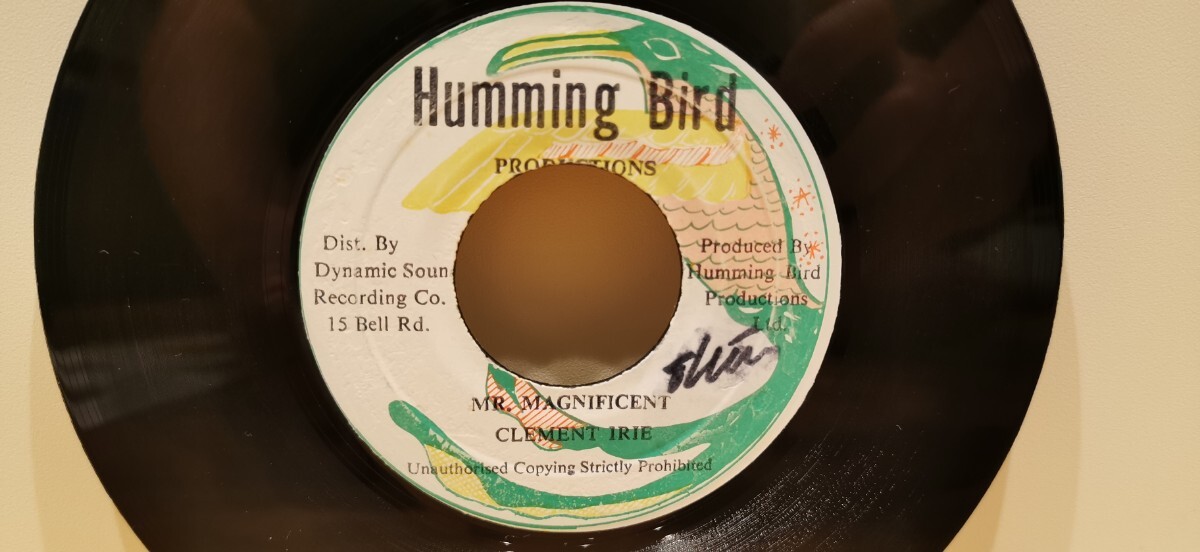 Humming Bird
PRODUCTIONS
Dist. By
Dynamic Soun
Recording Co.
15 Bell Rd.
Produced By
Humming Bird
Productions
Ltd.
MR. MAGNIFICENT
CLEMENT IRIE
Unauthorised Copying Strictly Prohibited